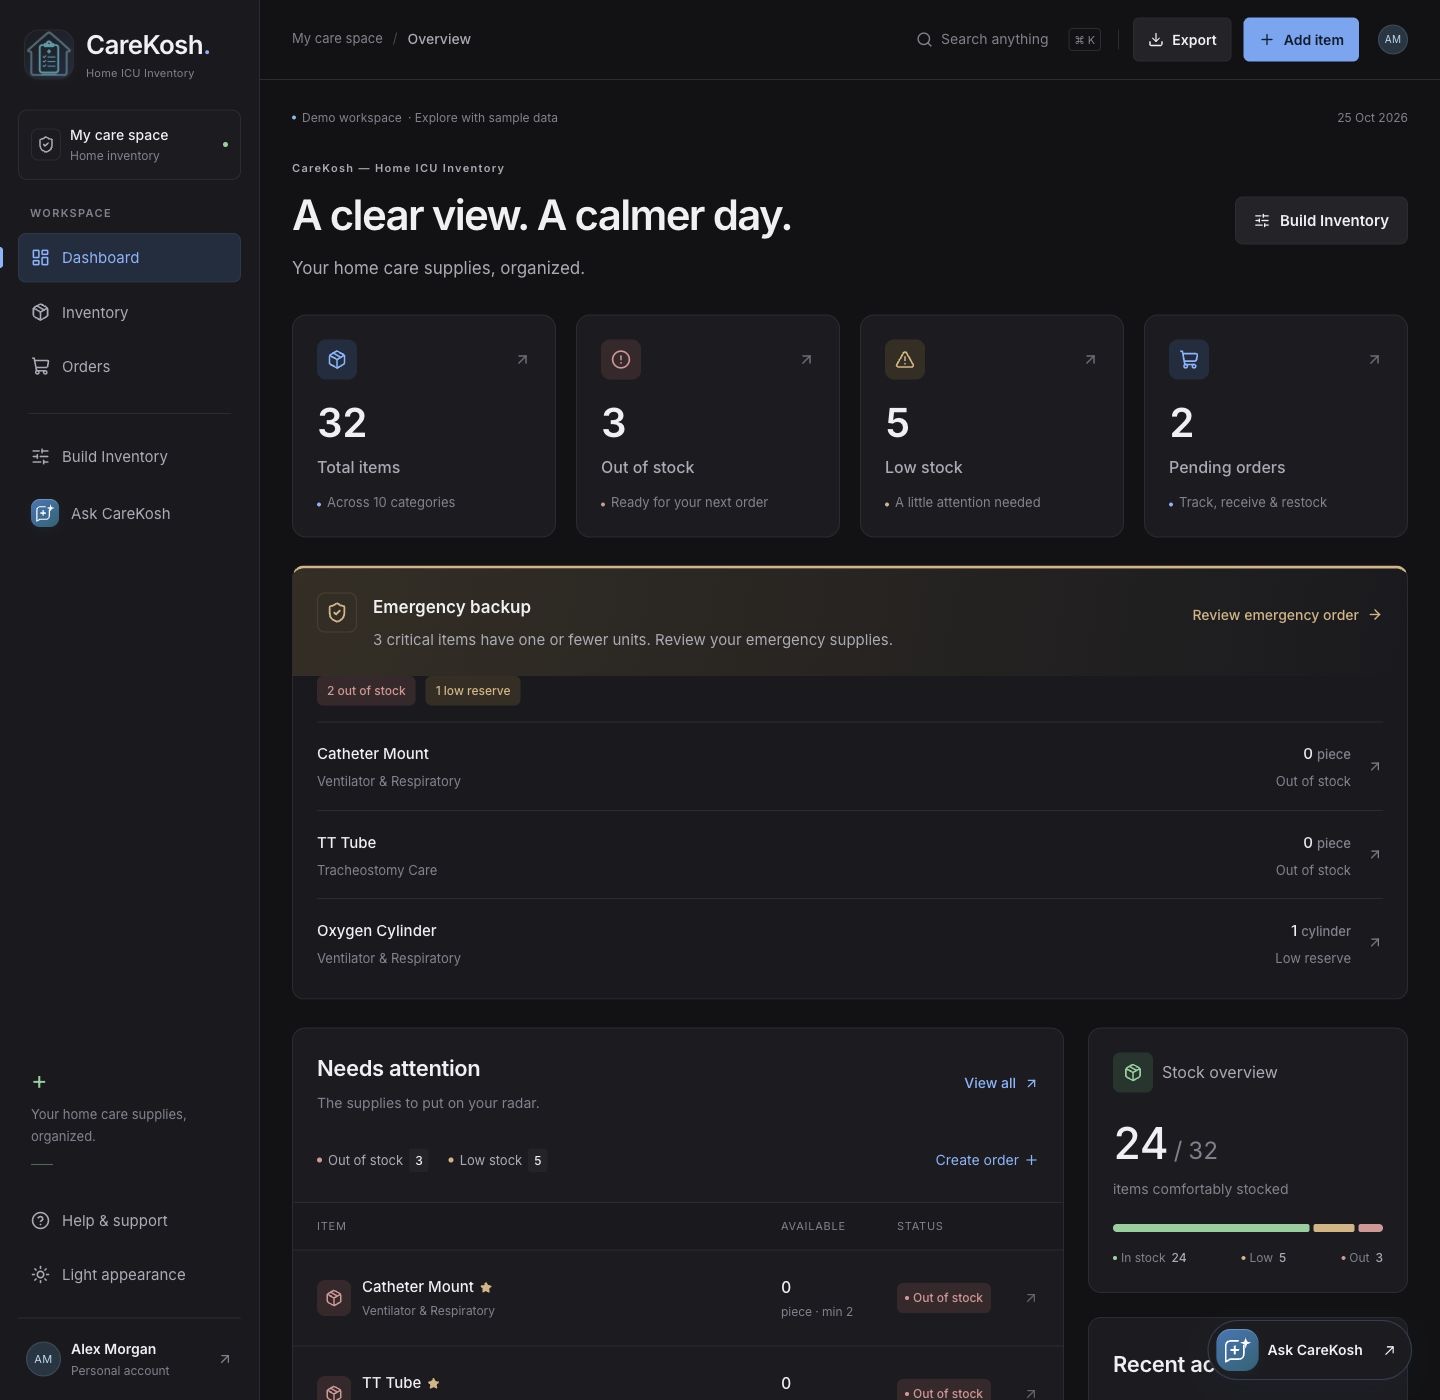 CareKosh.
Home ICU Inventory
My care space
Home inventory
WORKSPACE
Dashboard
Inventory
Orders
Build Inventory
Ask CareKosh
Your home care supplies,
organized.
Help & support
Light appearance
AM
Alex Morgan
Personal account
My care space / Overview
Search anything ⌘ K
Export
Add item
AM
Demo workspace · Explore with sample data
25 Oct 2026
CareKosh — Home ICU Inventory
A clear view. A calmer day.
Your home care supplies, organized.
Build Inventory
32
Total items
Across 10 categories
3
Out of stock
Ready for your next order
5
Low stock
A little attention needed
2
Pending orders
Track, receive & restock
Emergency backup
3 critical items have one or fewer units. Review your emergency supplies.
Review emergency order
2 out of stock
1 low reserve
Catheter Mount
Ventilator & Respiratory
0 piece
Out of stock
TT Tube
Tracheostomy Care
0 piece
Out of stock
Oxygen Cylinder
Ventilator & Respiratory
1 cylinder
Low reserve
Needs attention
The supplies to put on your radar.
View all
Out of stock 3
Low stock 5
Create order
ITEM AVAILABLE STATUS
Catheter Mount
Ventilator & Respiratory
0
piece · min 2
Out of stock
TT Tube
0
Out of stock
Stock overview
24 / 32
items comfortably stocked
In stock 24
Low 5
Out 3
Recent
Ask CareKosh